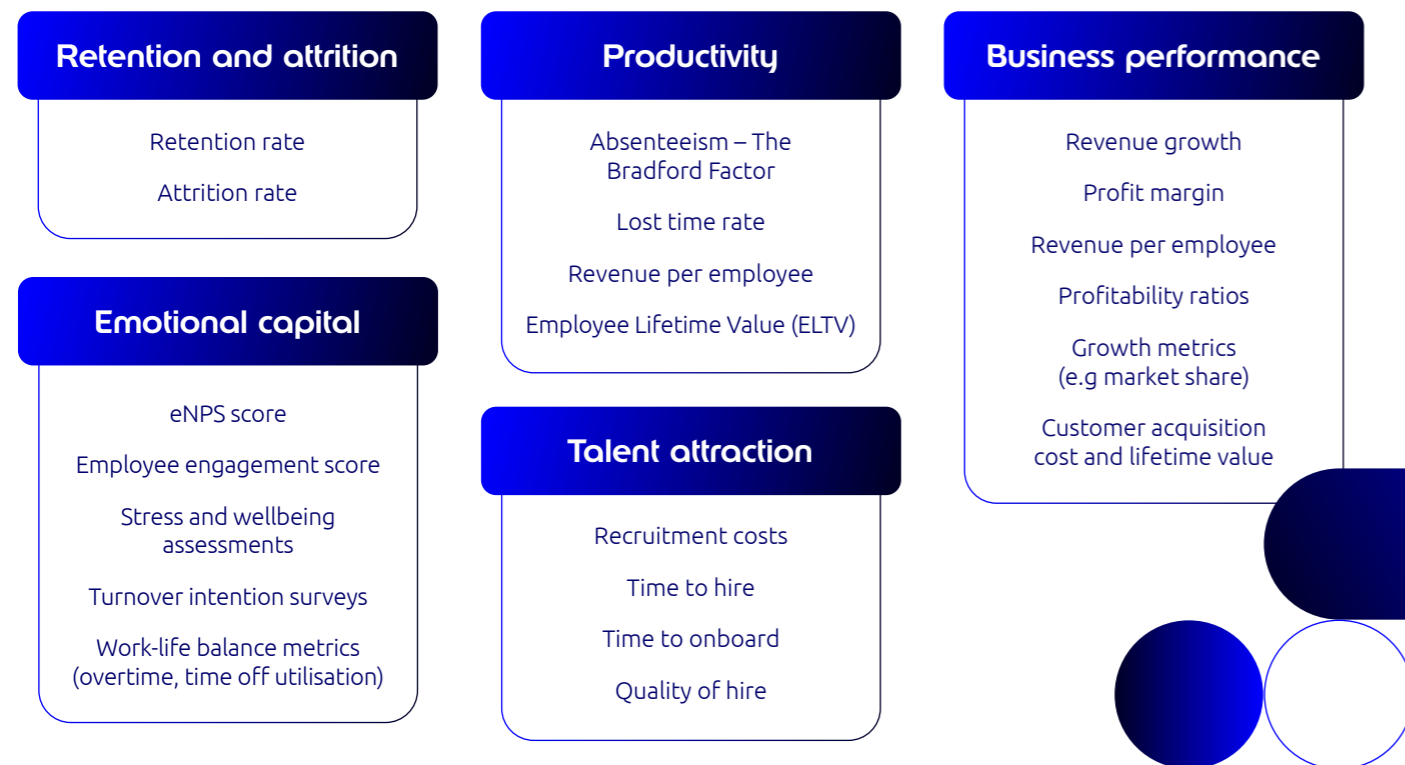 Retention and attrition
Retention rate
Attrition rate
Emotional capital
eNPS score
Employee engagement score
Stress and wellbeing
assessments
Turnover intention surveys
Work-life balance metrics
(overtime, time off utilisation)
Productivity
Absenteeism – The
Bradford Factor
Lost time rate
Revenue per employee
Employee Lifetime Value (ELTV)
Talent attraction
Recruitment costs
Time to hire
Time to onboard
Quality of hire
Business performance
Revenue growth
Profit margin
Revenue per employee
Profitability ratios
Growth metrics
(e.g market share)
Customer acquisition
cost and lifetime value